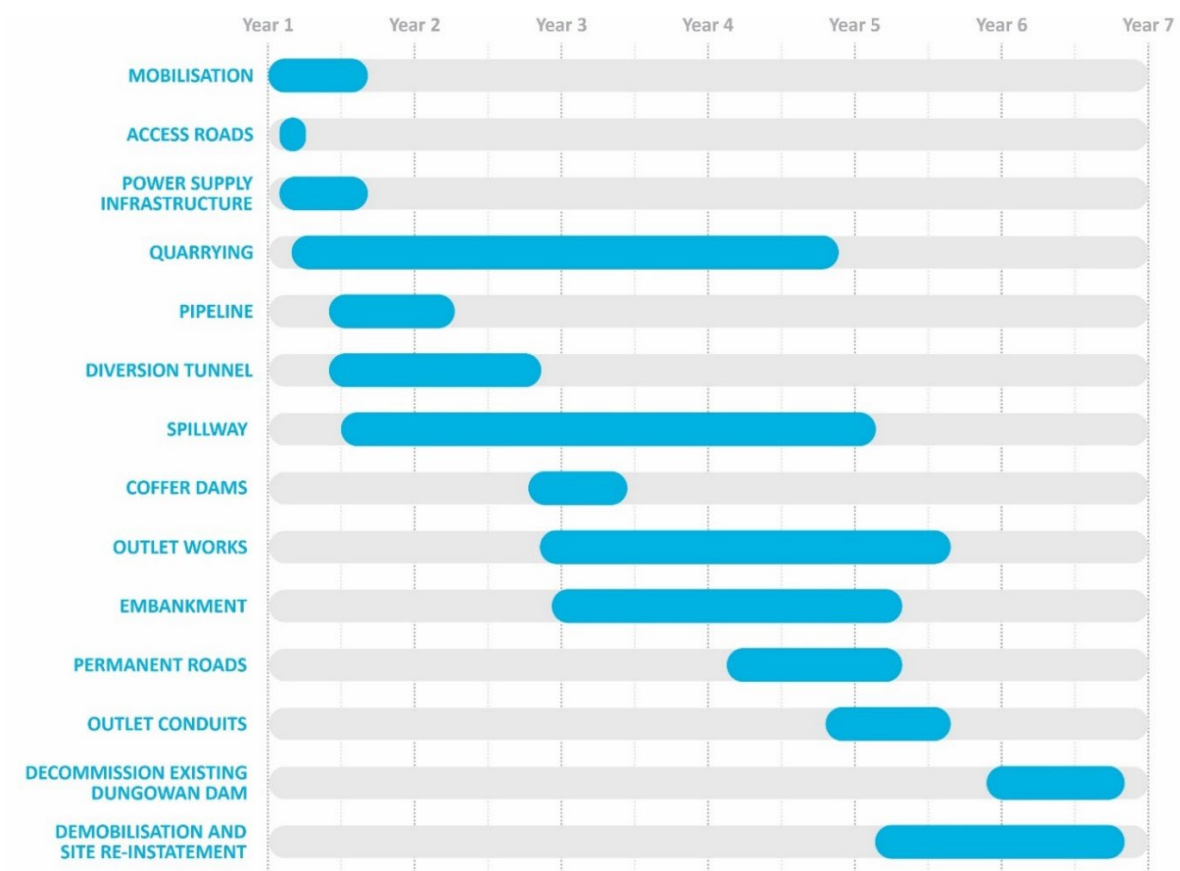 Year 1 Year 2 Year 3 Year 4 Year 5 Year 6 Year 7
MOBILISATION
ACCESS ROADS
POWER SUPPLY
INFRASTRUCTURE
QUARRYING
PIPELINE
DIVERSION TUNNEL
SPILLWAY
COFFER DAMS
OUTLET WORKS
EMBANKMENT
PERMANENT ROADS
OUTLET CONDUITS
DECOMMISSION EXISTING
DUNGOWAN DAM
DEMOBILISATION AND
SITE RE-INSTATEMENT